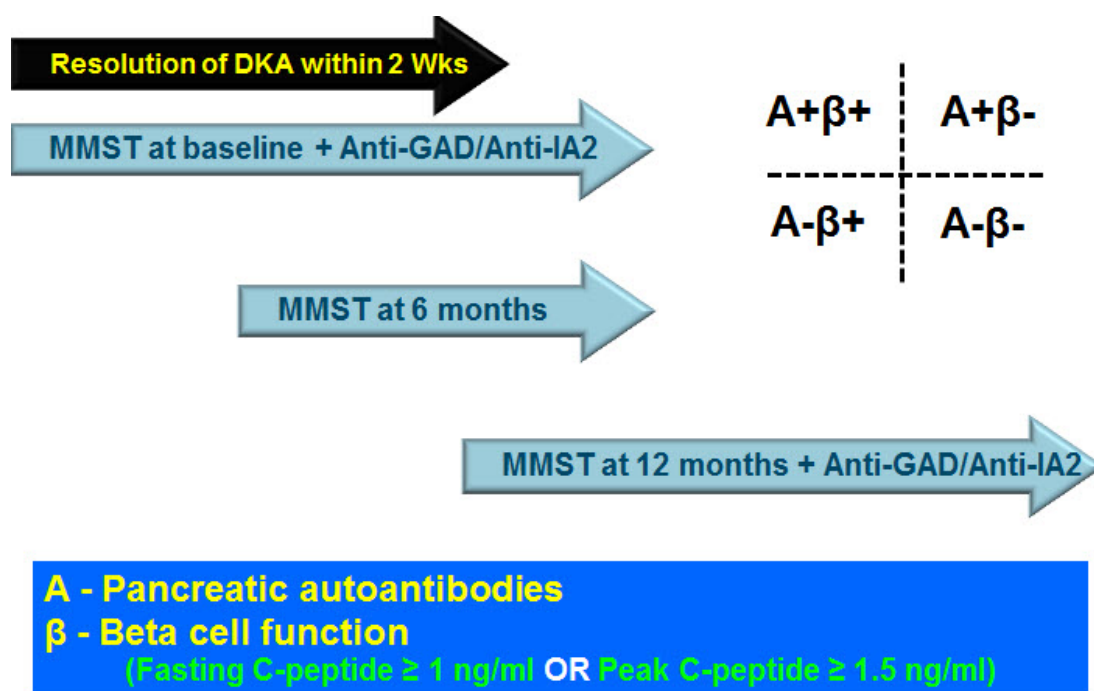 Resolution of DKA within 2 Wks
MMST at baseline + Anti-GAD/Anti-IA2
A+β+ A+β-
A-β+ A-β-
MMST at 6 months
MMST at 12 months + Anti-GAD/Anti-IA2
A - Pancreatic autoantibodies
β - Beta cell function
(Fasting C-peptide ≥ 1 ng/ml OR Peak C-peptide ≥ 1.5 ng/ml)